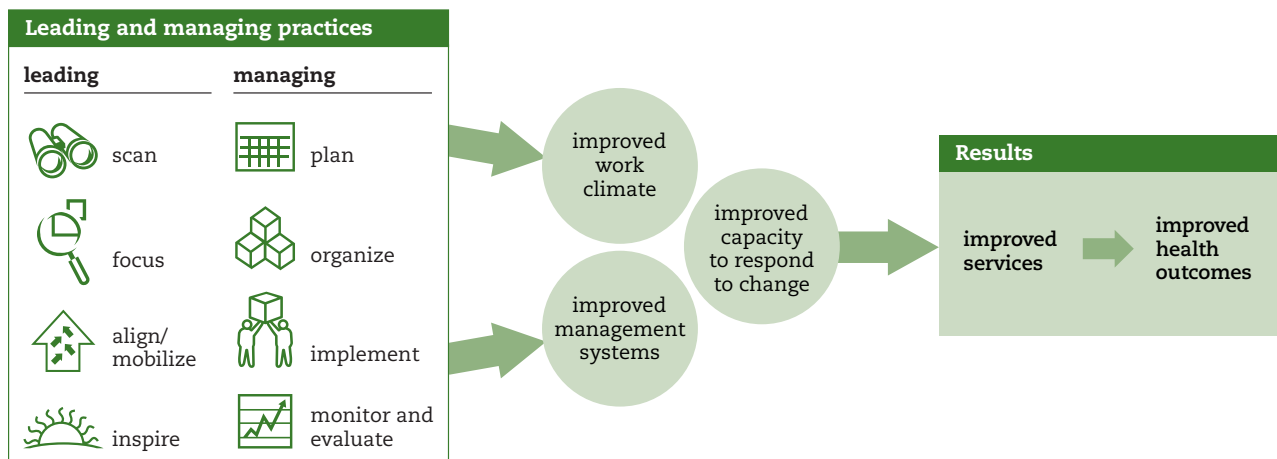 Leading and managing practices
leading
scan
focus
align/
mobilize
inspire
managing
plan
organize
implement
monitor and
evaluate
improved
work
climate
improved
management
systems
improved
capacity
to respond
to change
Results
improved
services
improved
health
outcomes